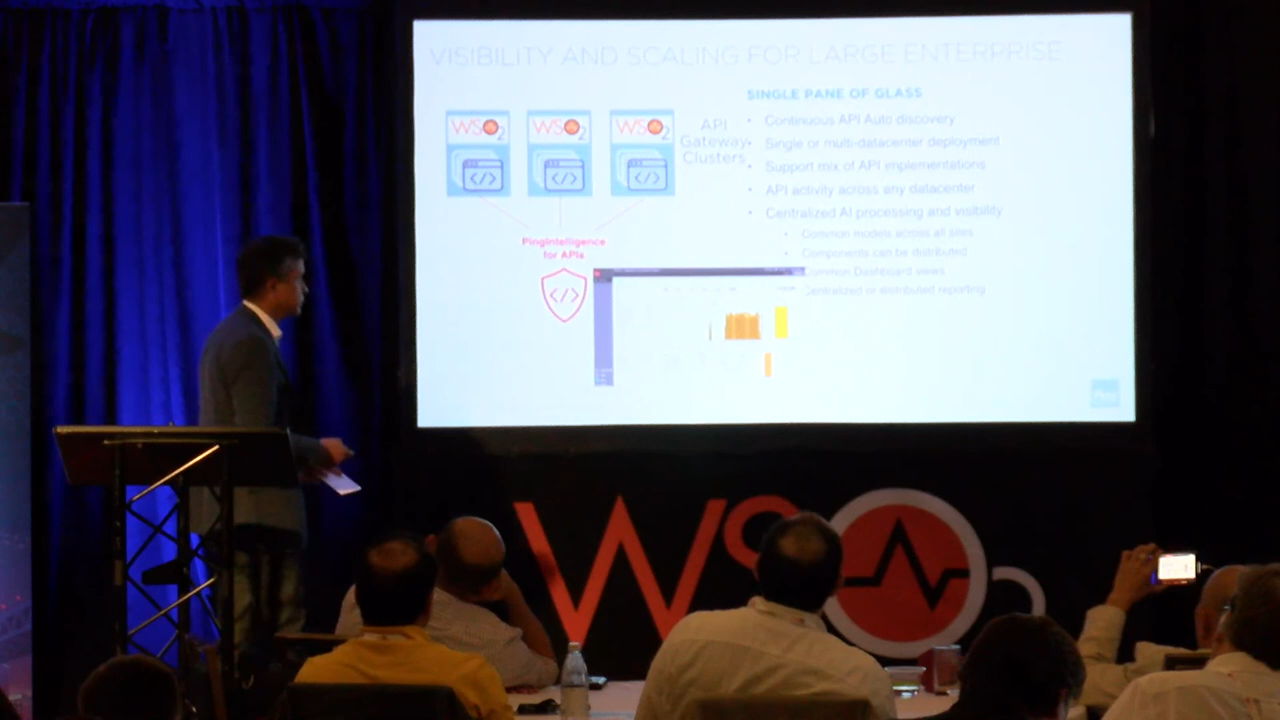 VISIBILITY AND SCALING FOR LARGE ENTERPRISE
SINGLE PANE OF GLASS
WSO2 WSO2 WSO2
API
Gateway
Clusters
• Continuous API Auto discovery
• Single or multi-datacenter deployment
• Support mix of API implementations
• API activity across any datacenter
• Centralized AI processing and visibility
• Common models across all sites
• Components can be distributed
Common Dashboard views
Centralized or distributed reporting
PingIntelligence
for APIs
</>
Ping
WSO2